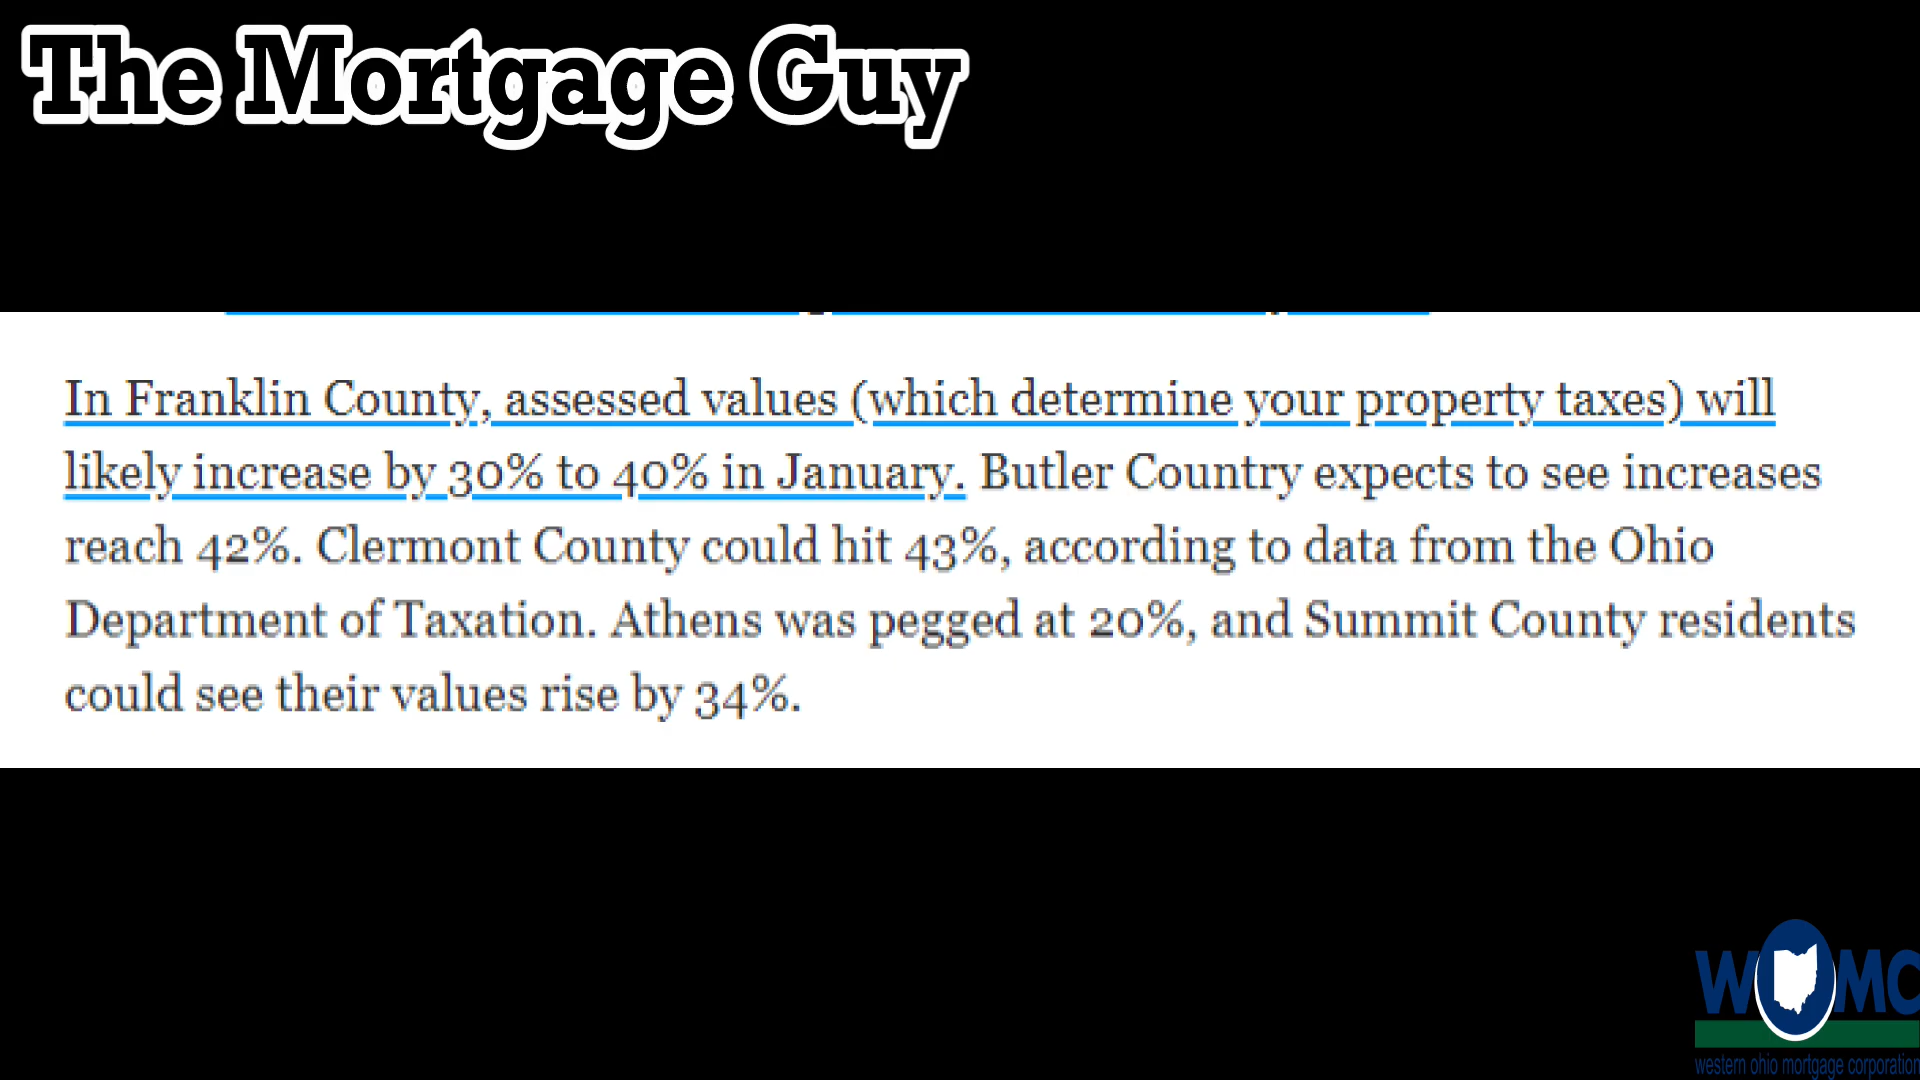 The Mortgage Guy
In Franklin County, assessed values (which determine your property taxes) will
likely increase by 30% to 40% in January. Butler Country expects to see increases
reach 42%. Clermont County could hit 43%, according to data from the Ohio
Department of Taxation. Athens was pegged at 20%, and Summit County residents
could see their values rise by 34%.
WOMC
western ohio mortgage corporation